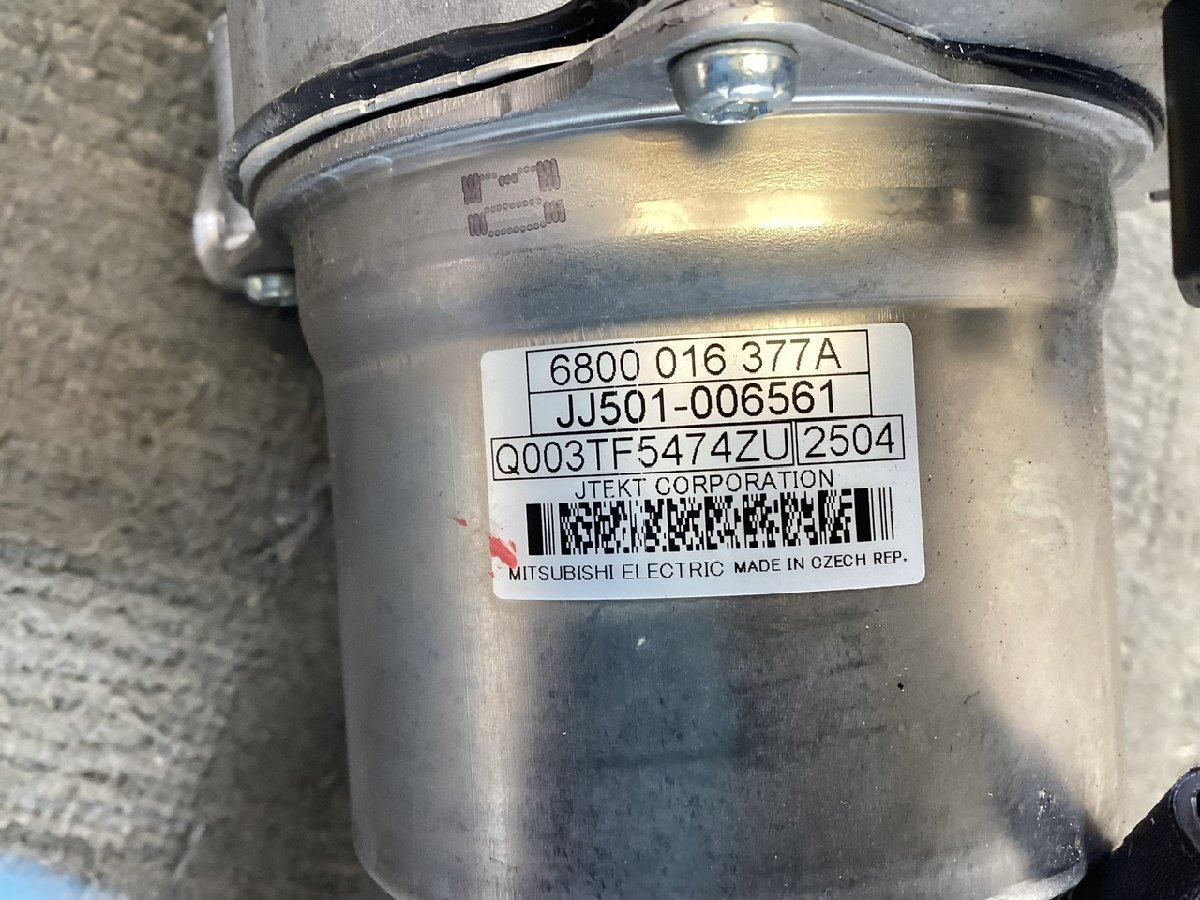 6800 016 377A
JJ501-006561
Q003TF5474ZU 2504
JTEKT CORPORATION
MITSUBISHI ELECTRIC MADE IN CZECH REP.